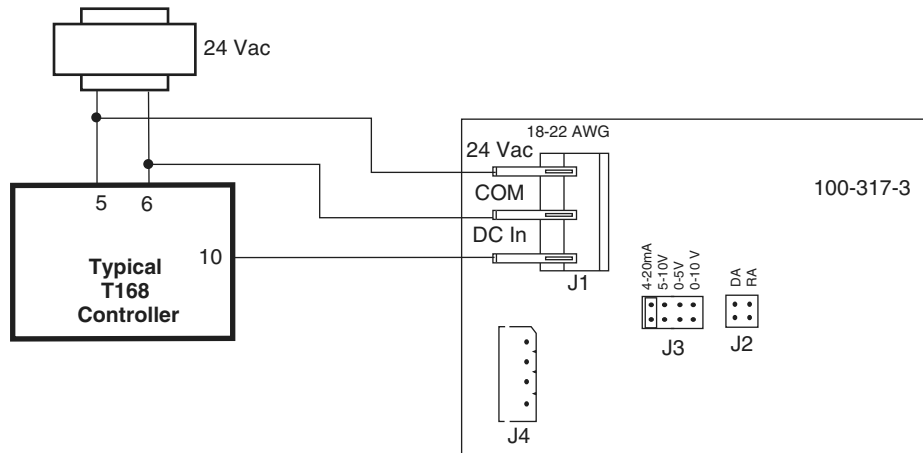 24 Vac
18-22 AWG
24 Vac
COM
DC In
J1
100-317-3
5
6
10
Typical
T168
Controller
4-20mA
5-10V
0-5V
0-10 V
DA
RA
J3
J2
J4